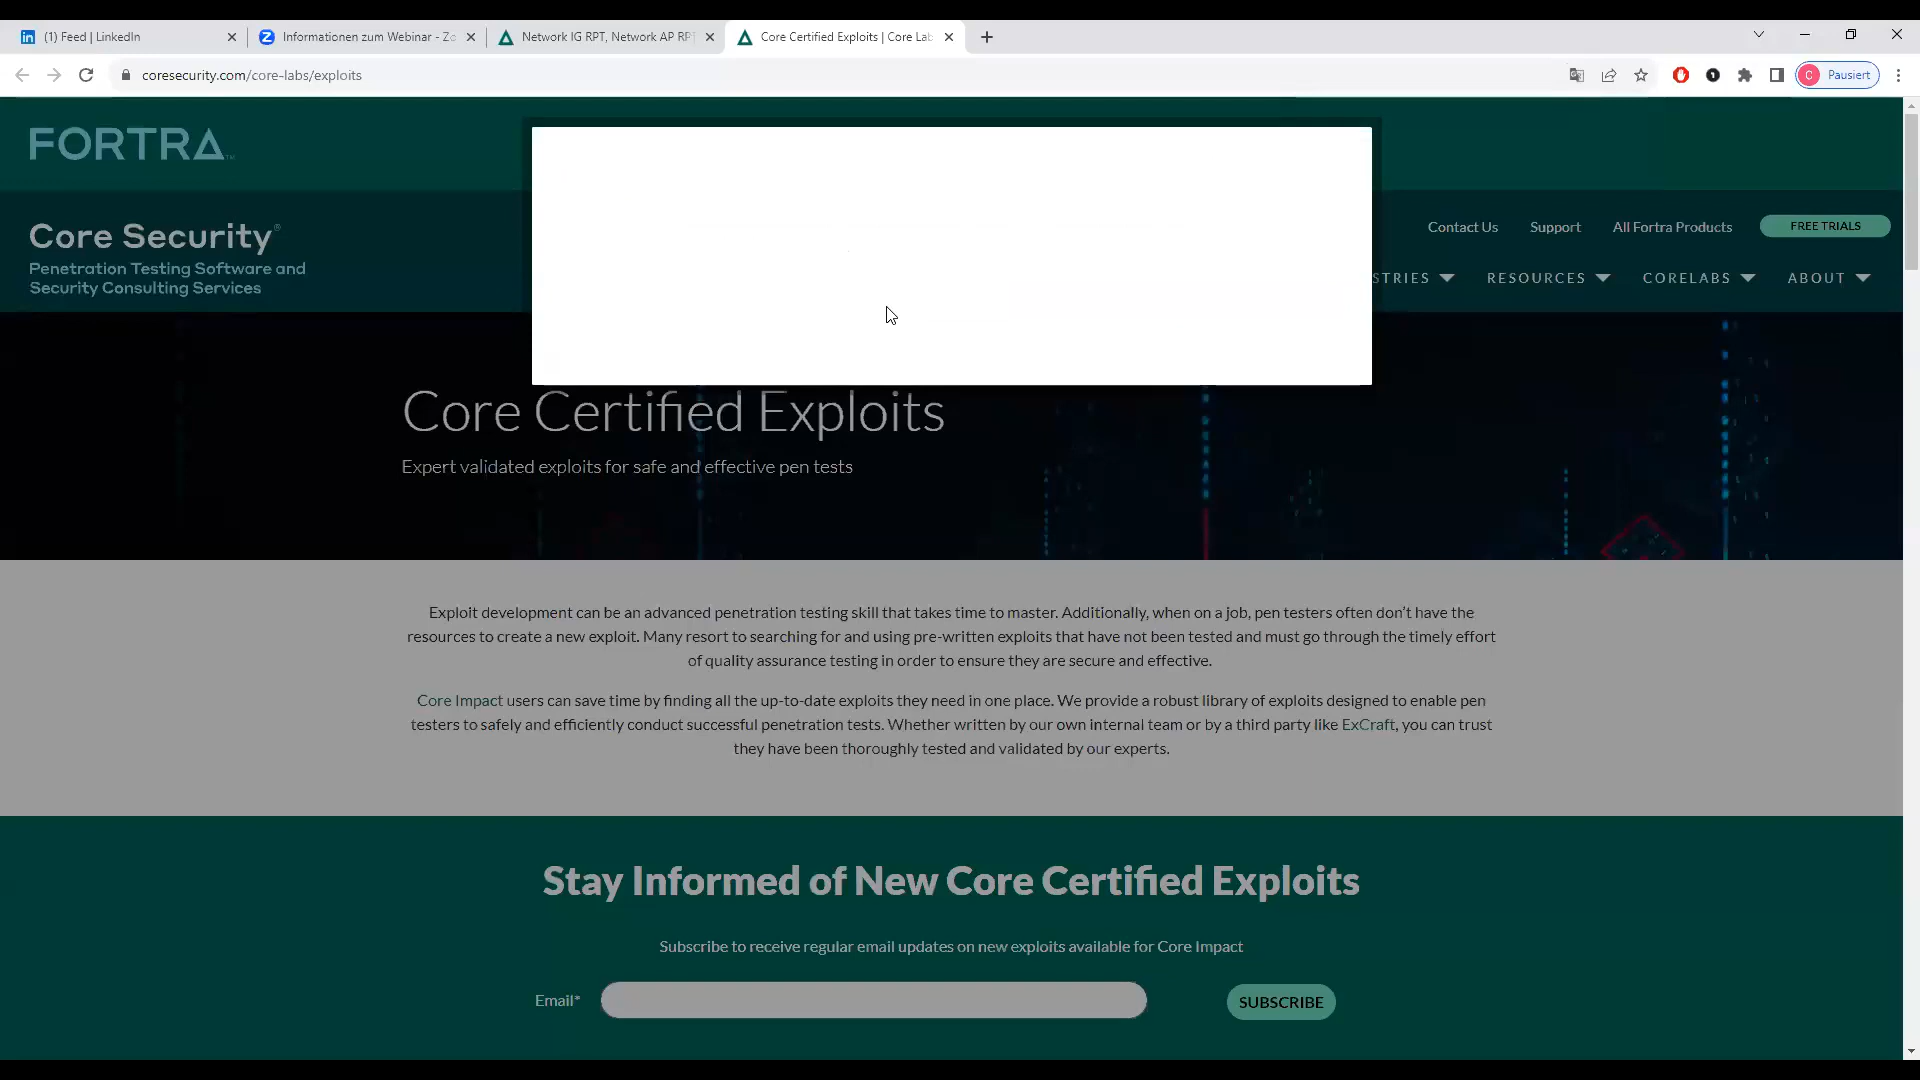 (1) Feed | LinkedIn
Informationen zum Webinar - Zo
Network IG RPT, Network AP RPT
Core Certified Exploits | Core Lab
coresecurity.com/core-labs/exploits
C
Pausiert
FORTRA
Core Security®
Penetration Testing Software and
Security Consulting Services
Contact Us
Support
All Fortra Products
FREE TRIALS
STRIES
RESOURCES
CORELABS
ABOUT
Core Certified Exploits
Expert validated exploits for safe and effective pen tests
Exploit development can be an advanced penetration testing skill that takes time to master. Additionally, when on a job, pen testers often don’t have the
resources to create a new exploit. Many resort to searching for and using pre-written exploits that have not been tested and must go through the timely effort
of quality assurance testing in order to ensure they are secure and effective.
Core Impact users can save time by finding all the up-to-date exploits they need in one place. We provide a robust library of exploits designed to enable pen
testers to safely and efficiently conduct successful penetration tests. Whether written by our own internal team or by a third party like ExCraft, you can trust
they have been thoroughly tested and validated by our experts.
Stay Informed of New Core Certified Exploits
Subscribe to receive regular email updates on new exploits available for Core Impact
Email*
SUBSCRIBE